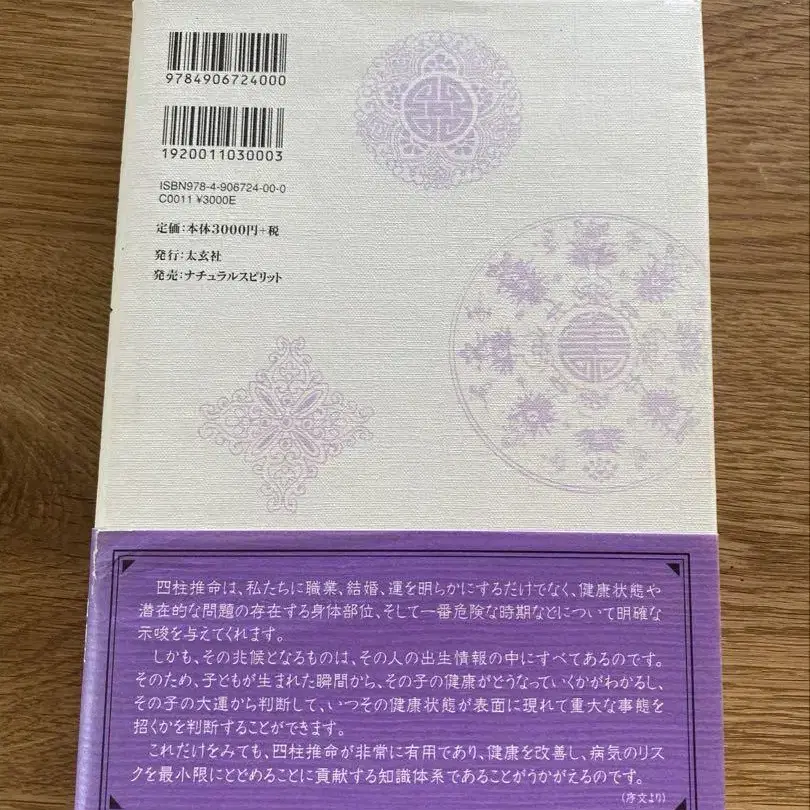 9784906724000
1920011030003
ISBN978-4-906724-00-0
C0011 ¥3000E
定価:本体3000円+税
発行:太玄社
発売:ナチュラルスピリット
四柱推命は、私たちに職業、結婚、運を明らかにするだけでなく、健康状態や
潜在的な問題の存在する身体部位、そして一番危険な時期などについて明確な
示唆を与えてくれます。
しかも、その兆候となるものは、その人の出生情報の中にすべてあるのです。
そのため、子どもが生まれた瞬間から、その子の健康がどうなっていくかがわかるし、
その子の大運から判断して、いつその健康状態が表面に現れて重大な事態を
招くかを判断することができます。
これだけをみても、四柱推命が非常に有用であり、健康を改善し、病気のリス
クを最小限にとどめることに貢献する知識体系であることがうかがえるのです。
(序文より)